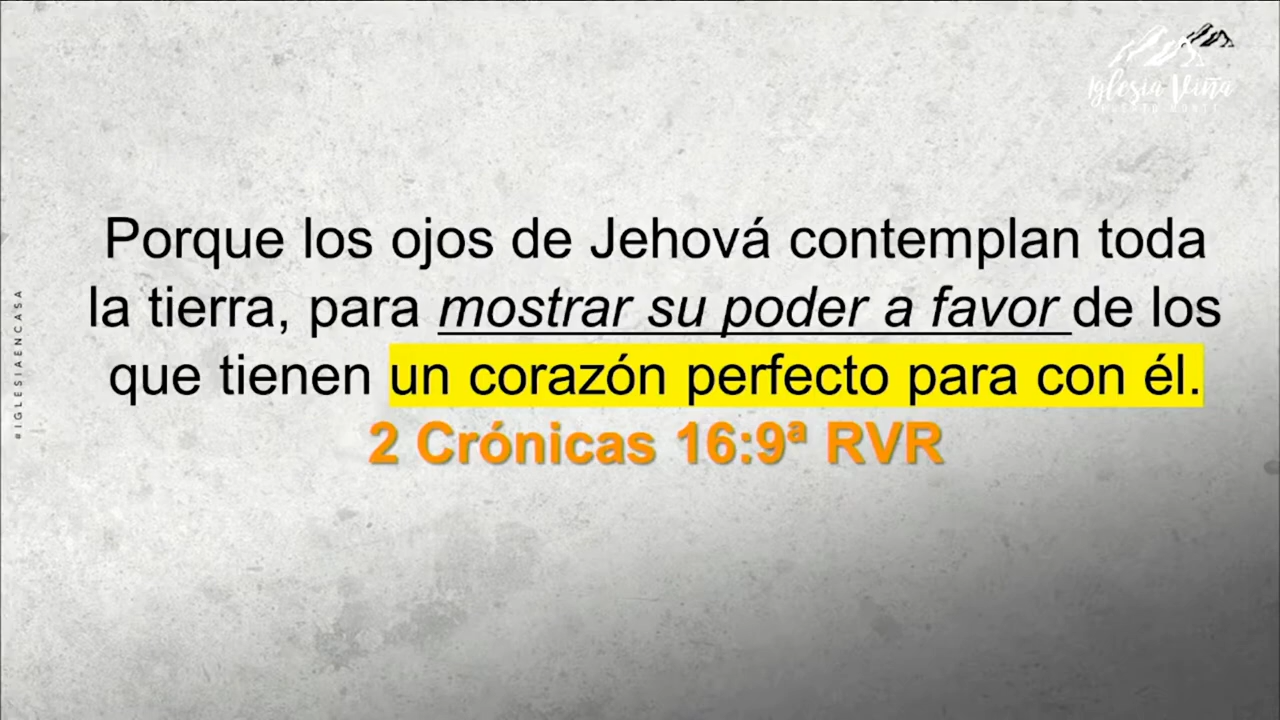 Iglesia Viña
Porque los ojos de Jehová contemplan toda
la tierra, para mostrar su poder a favor de los
que tienen un corazón perfecto para con él.
2 Crónicas 16:9ª RVR
#IGLESIAENCASA